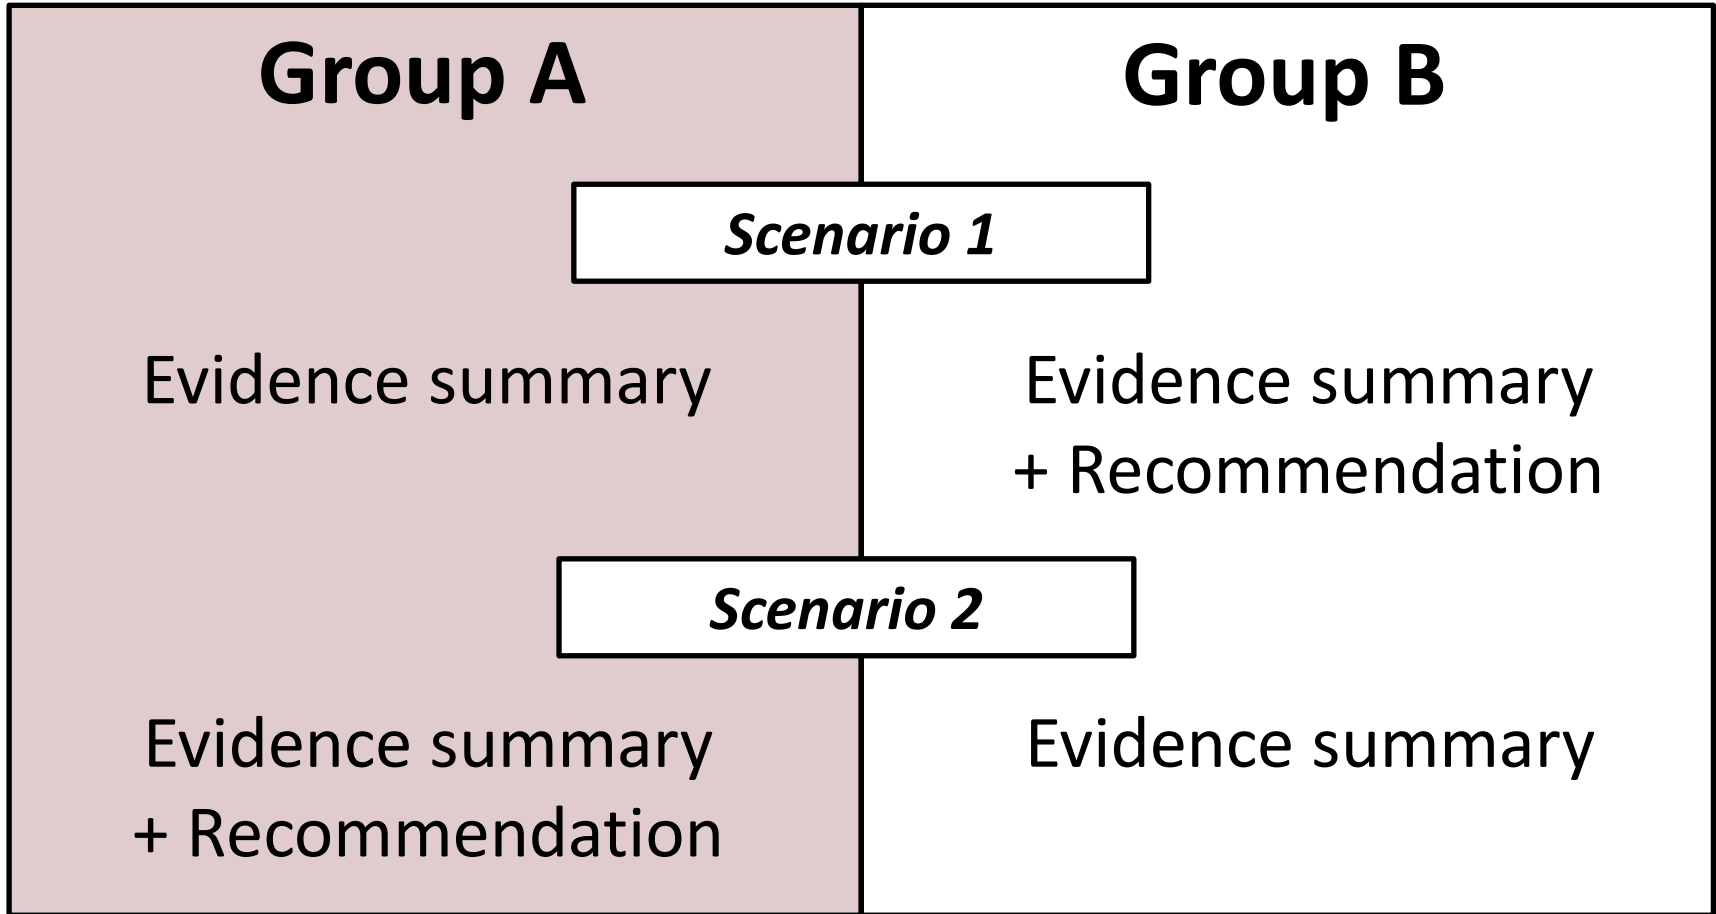 Group A
Group B
Scenario 1
Evidence summary
Evidence summary
+ Recommendation
Scenario 2
Evidence summary
+ Recommendation
Evidence summary